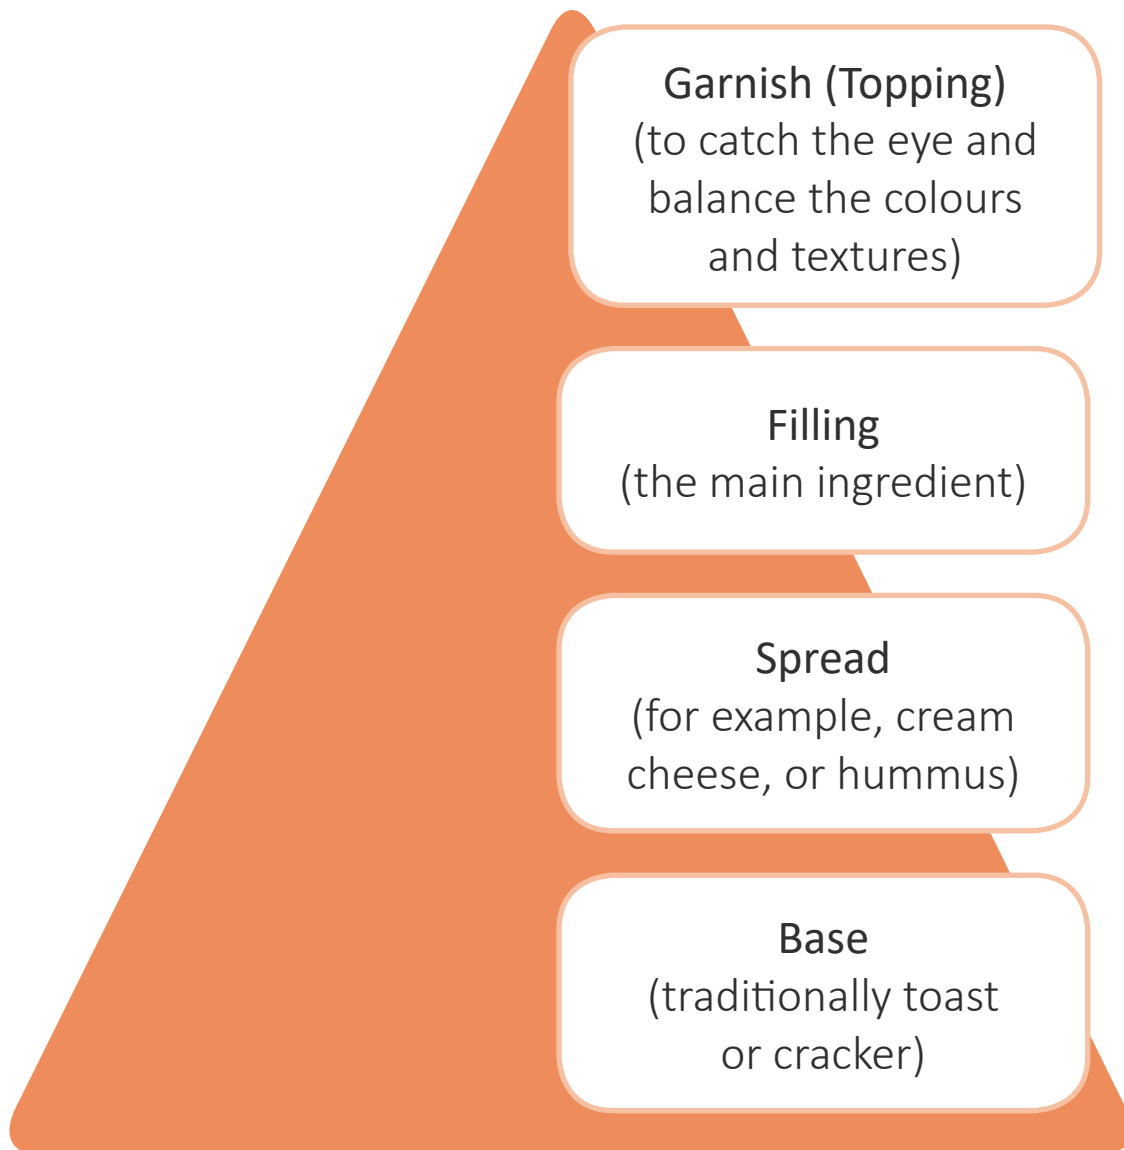 Garnish (Topping)
(to catch the eye and
balance the colours
and textures)
Filling
(the main ingredient)
Spread
(for example, cream
cheese, or hummus)
Base
(traditionally toast
or cracker)